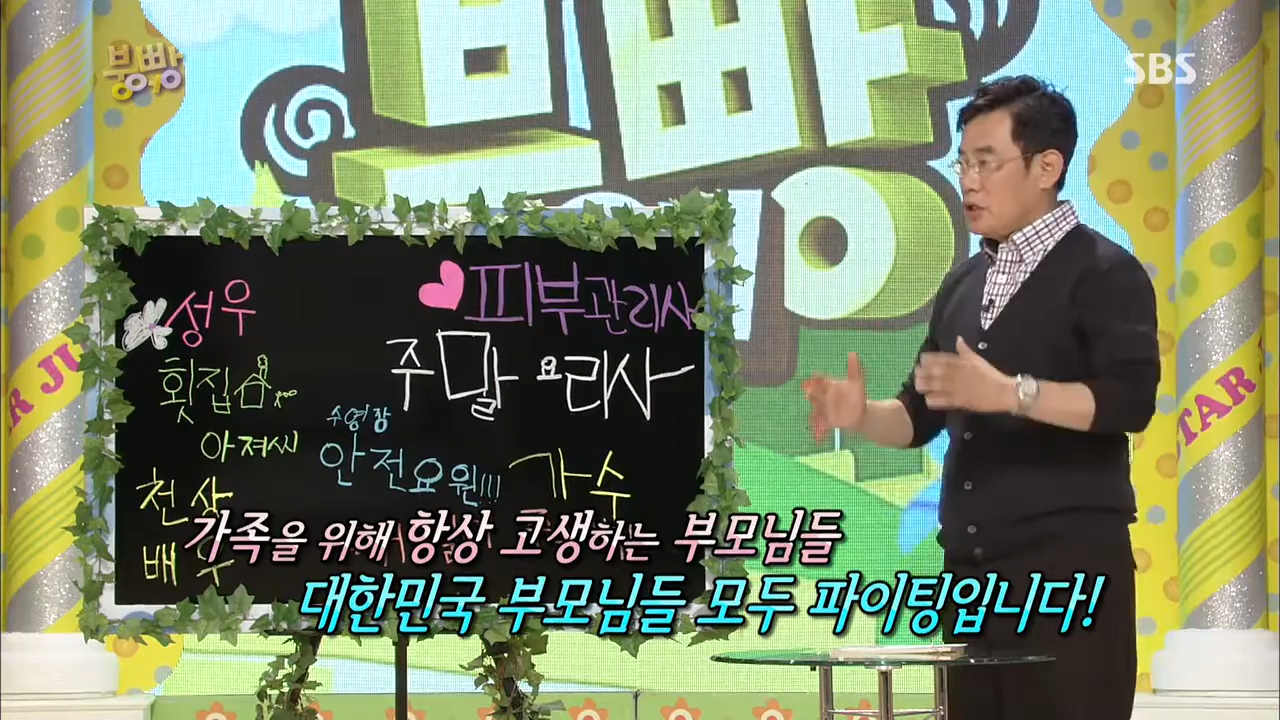 붕빵
SBS
성우
피부관리사
주말 요리사
횟집
아저씨
수영장
안전요원!!!
가수
천상
배우
가족을 위해 항상 고생하는 부모님들
대한민국 부모님들 모두 파이팅입니다!